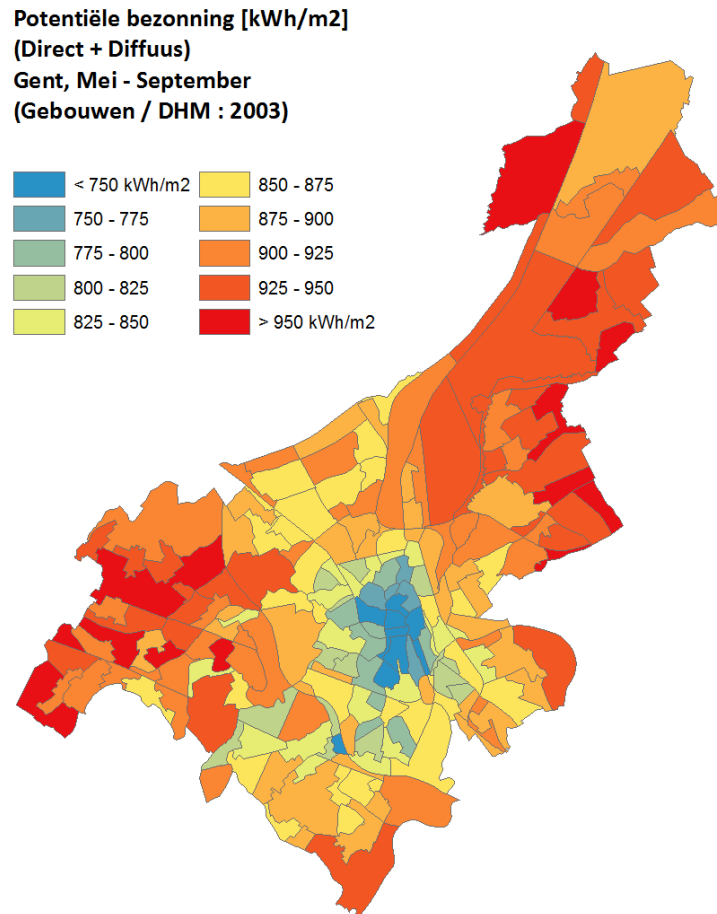 Potentiële bezonning [kWh/m2]
(Direct + Diffuus)
Gent, Mei - September
(Gebouwen / DHM : 2003)
< 750 kWh/m2
750 - 775
775 - 800
800 - 825
825 - 850
850 - 875
875 - 900
900 - 925
925 - 950
> 950 kWh/m2